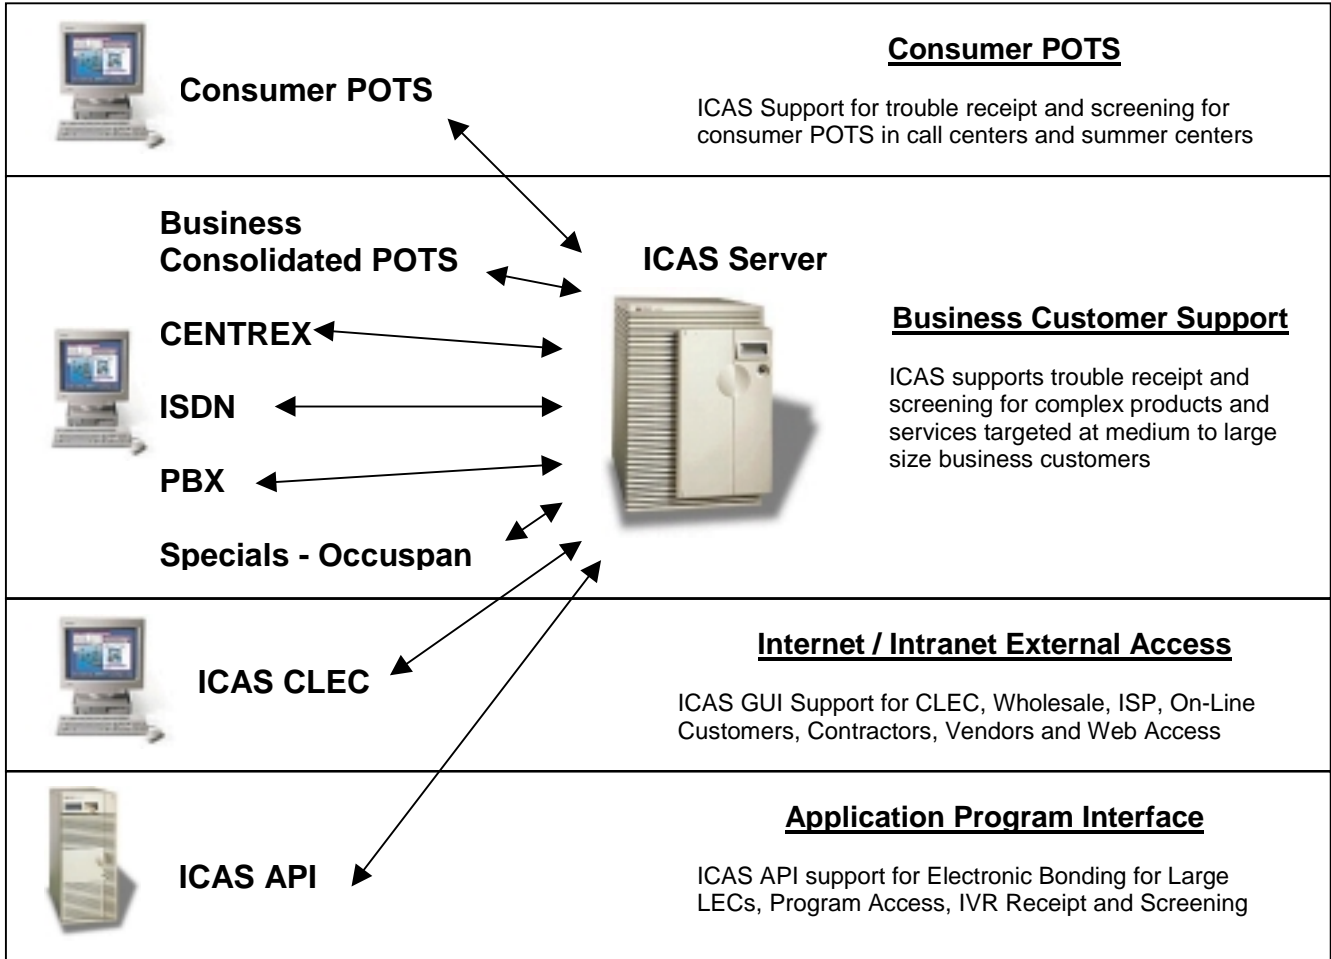 Consumer POTS
Consumer POTS
ICAS Support for trouble receipt and screening for
consumer POTS in call centers and summer centers
Business
Consolidated POTS
CENTREX
ISDN
PBX
Specials - Occuspan
ICAS Server
Business Customer Support
ICAS supports trouble receipt and
screening for complex products and
services targeted at medium to large
size business customers
ICAS CLEC
Internet / Intranet External Access
ICAS GUI Support for CLEC, Wholesale, ISP, On-Line
Customers, Contractors, Vendors and Web Access
ICAS API
Application Program Interface
ICAS API support for Electronic Bonding for Large
LECs, Program Access, IVR Receipt and Screening